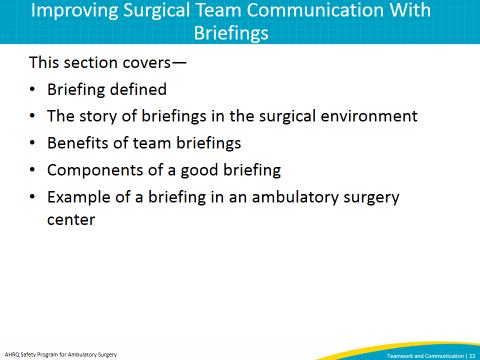 Improving Surgical Team Communication With
Briefings
This section covers—
• Briefing defined
• The story of briefings in the surgical environment
• Benefits of team briefings
• Components of a good briefing
• Example of a briefing in an ambulatory surgery
center
AHRQ Safety Program for Ambulatory Surgery
Teamwork and Communication | 12